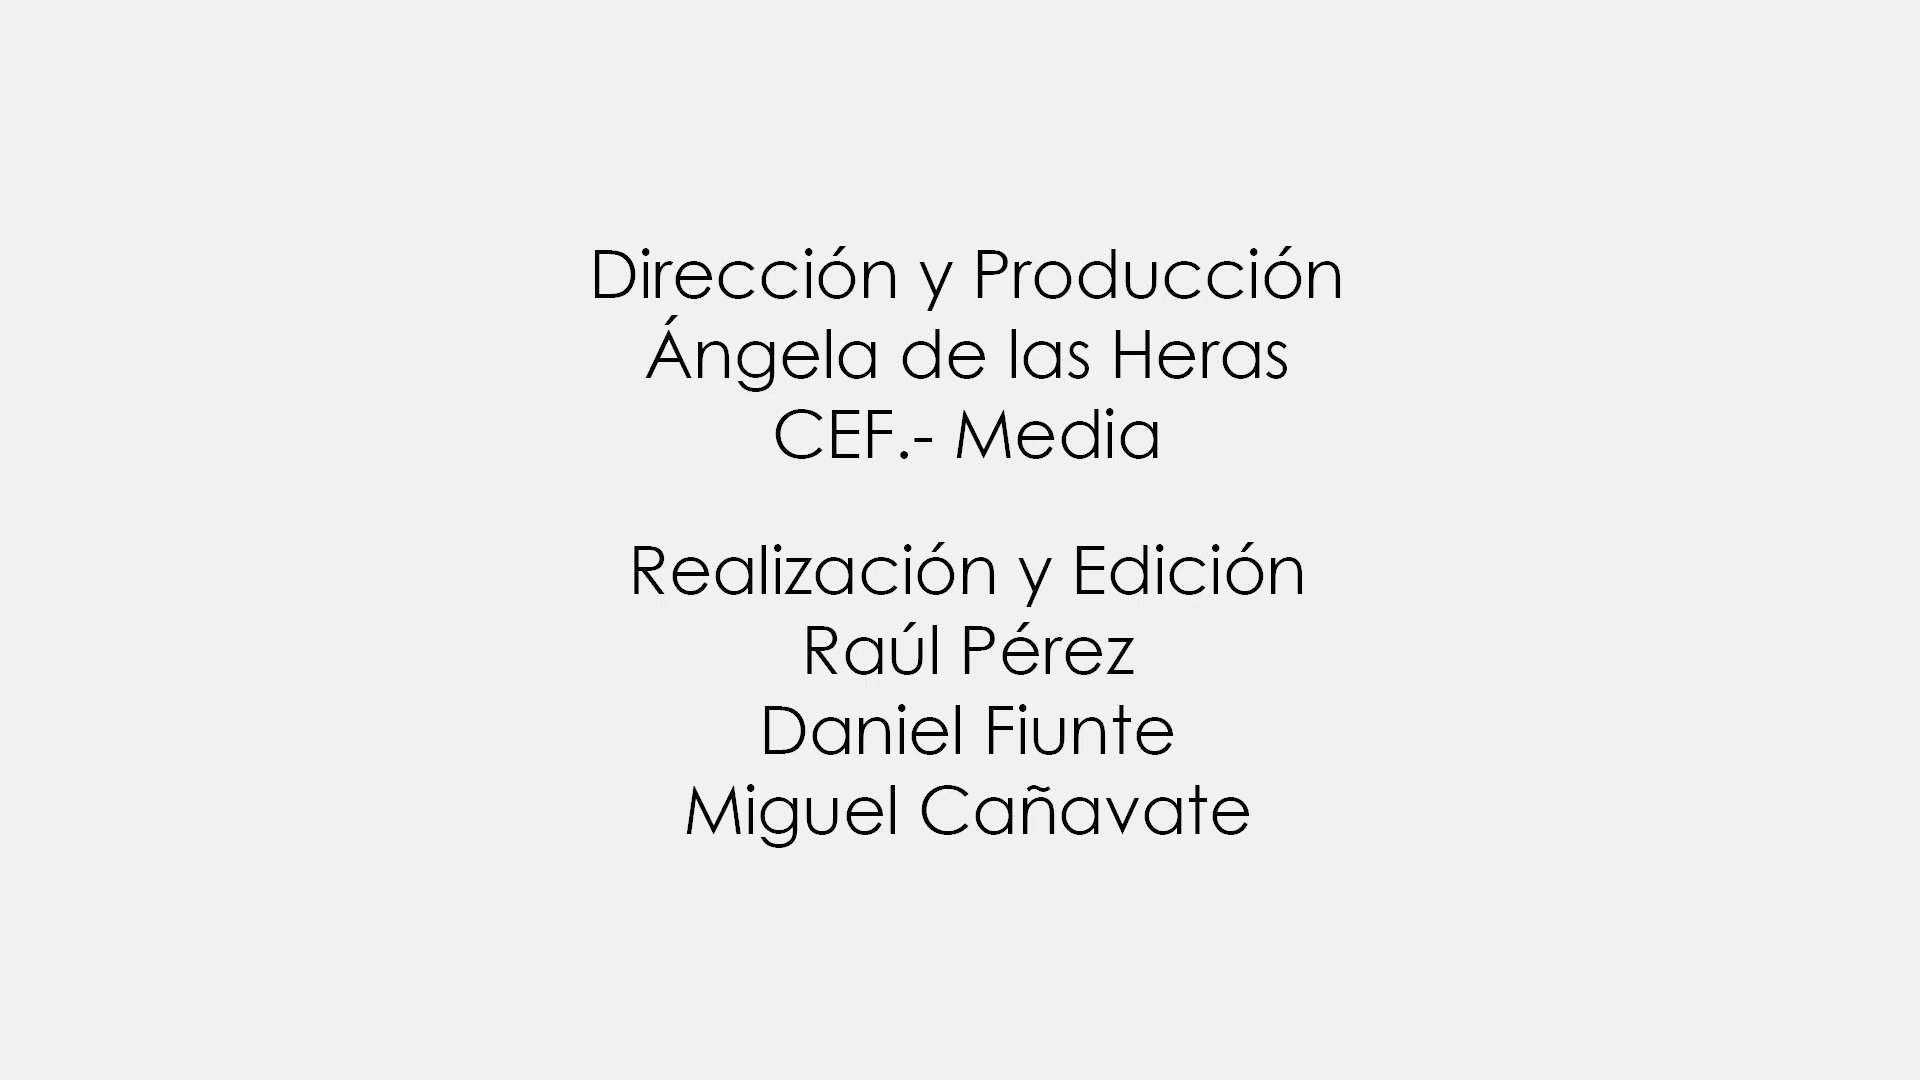 Dirección y Producción
Ángela de las Heras
CEF.- Media
Realización y Edición
Raúl Pérez
Daniel Fiunte
Miguel Cañavate